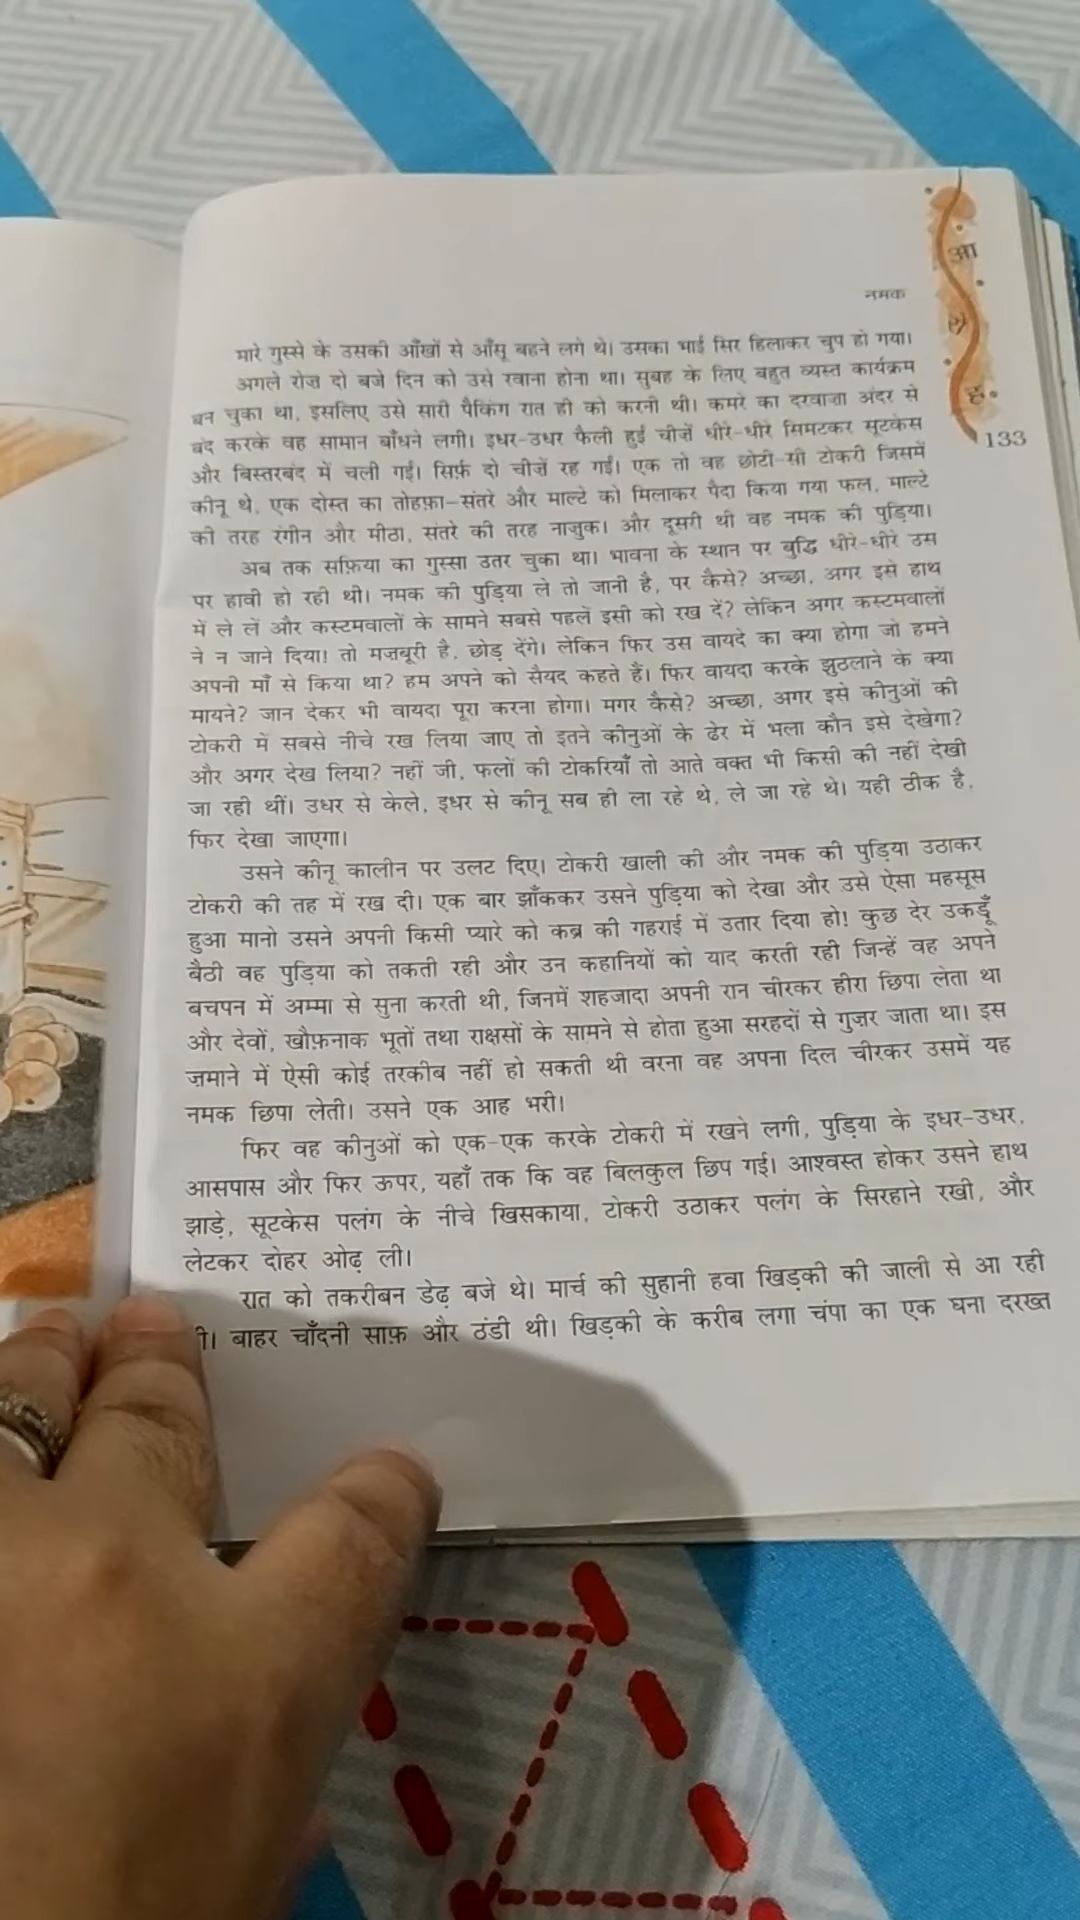 नमक
आ
रो
ह
133
मारे गुस्से के उसकी आँखों से आँसू बहने लगे थे। उसका भाई सिर हिलाकर चुप हो गया।
अगले रोज़ दो बजे दिन को उसे रवाना होना था। सुबह के लिए बहुत व्यस्त कार्यक्रम
बन चुका था, इसलिए उसे सारी पैकिंग रात ही को करनी थी। कमरे का दरवाज़ा अंदर से
बंद करके वह सामान बाँधने लगी। इधर-उधर फैली हुई चीज़ें धीरे-धीरे सिमटकर सूटकेस
और बिस्तरबंद में चली गईं। सिर्फ़ दो चीज़ें रह गईं। एक तो वह छोटी-सी टोकरी जिसमें
कीनू थे, एक दोस्त का तोहफ़ा–संतरे और माल्टे को मिलाकर पैदा किया गया फल, माल्टे
की तरह रंगीन और मीठा, संतरे की तरह नाज़ुक। और दूसरी थी वह नमक की पुड़िया।
अब तक सफ़िया का गुस्सा उतर चुका था। भावना के स्थान पर बुद्धि धीरे-धीरे उस
पर हावी हो रही थी। नमक की पुड़िया ले तो जानी है, पर कैसे? अच्छा, अगर इसे हाथ
में ले लें और कस्टमवालों के सामने सबसे पहले इसी को रख दें? लेकिन अगर कस्टमवालों
ने न जाने दिया! तो मज़बूरी है, छोड़ देंगे। लेकिन फिर उस वायदे का क्या होगा जो हमने
अपनी माँ से किया था? हम अपने को सैयद कहते हैं। फिर वायदा करके झुठलाने के क्या
मायने? जान देकर भी वायदा पूरा करना होगा। मगर कैसे? अच्छा, अगर इसे कीनुओं की
टोकरी में सबसे नीचे रख लिया जाए तो इतने कीनुओं के ढेर में भला कौन इसे देखेगा?
और अगर देख लिया? नहीं जी, फलों की टोकरियाँ तो आते वक्त भी किसी की नहीं देखी
जा रही थीं। उधर से केले, इधर से कीनू सब ही ला रहे थे, ले जा रहे थे। यही ठीक है,
फिर देखा जाएगा।
उसने कीनू कालीन पर उलट दिए। टोकरी खाली की और नमक की पुड़िया उठाकर
टोकरी की तह में रख दी। एक बार झाँककर उसने पुड़िया को देखा और उसे ऐसा महसूस
हुआ मानो उसने अपनी किसी प्यारे को कब्र की गहराई में उतार दिया हो! कुछ देर उकडूँ
बैठी वह पुड़िया को तकती रही और उन कहानियों को याद करती रही जिन्हें वह अपने
बचपन में अम्मा से सुना करती थी, जिनमें शहजादा अपनी रान चीरकर हीरा छिपा लेता था
और देवों, खौफ़नाक भूतों तथा राक्षसों के सामने से होता हुआ सरहदों से गुज़र जाता था। इस
ज़माने में ऐसी कोई तरकीब नहीं हो सकती थी वरना वह अपना दिल चीरकर उसमें यह
नमक छिपा लेती। उसने एक आह भरी।
फिर वह कीनुओं को एक-एक करके टोकरी में रखने लगी, पुड़िया के इधर-उधर,
आसपास और फिर ऊपर, यहाँ तक कि वह बिलकुल छिप गई। आश्वस्त होकर उसने हाथ
झाड़े, सूटकेस पलंग के नीचे खिसकाया, टोकरी उठाकर पलंग के सिरहाने रखी, और
लेटकर दोहर ओढ़ ली।
रात को तकरीबन डेढ़ बजे थे। मार्च की सुहानी हवा खिड़की की जाली से आ रही
बाहर चाँदनी साफ़ और ठंडी थी। खिड़की के करीब लगा चंपा का एक घना दरख्त